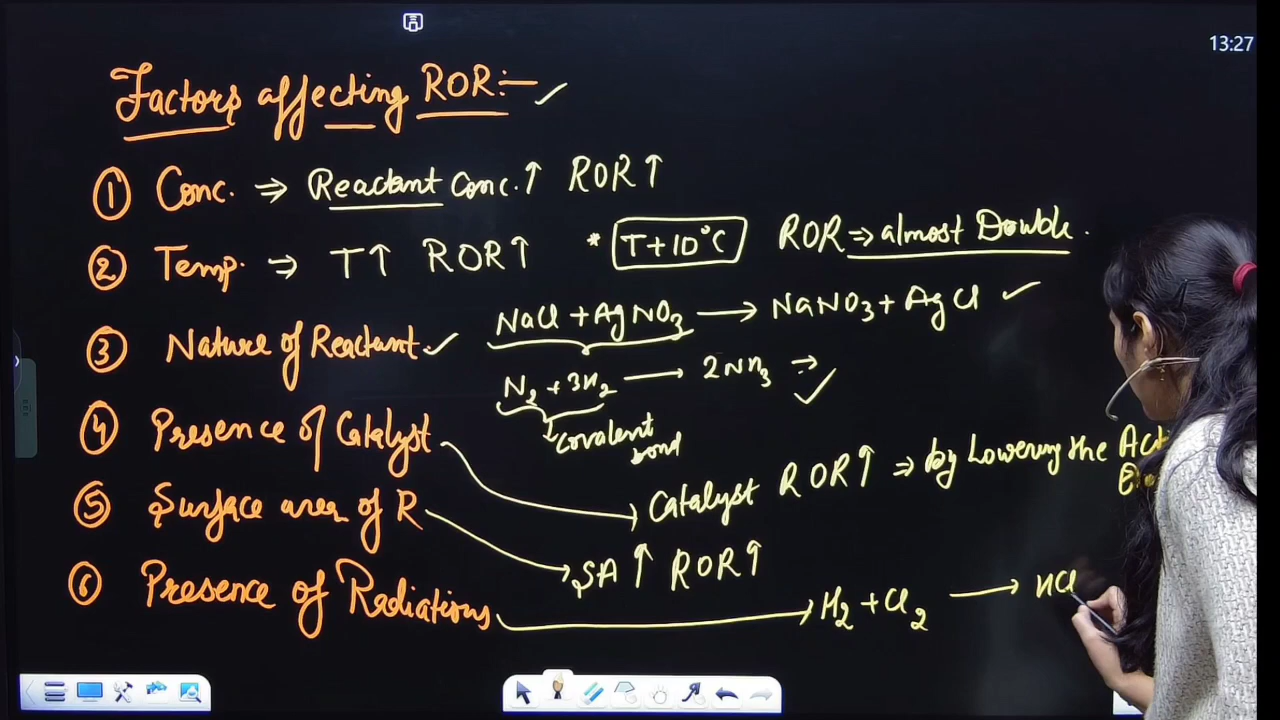 13:27
Factors affecting ROR:-
① Conc. ⇒ Reactant Conc.↑ ROR↑
② Temp. ⇒ T↑ ROR↑ * T+10°C ROR ⇒ almost Double.
③ Nature of Reactant NaCl + AgNO3 → NaNO3 + AgCl
N2 + 3H2 → 2NH3
Covalent bond
④ Presence of Catalyst
Catalyst ROR↑ ⇒ by Lowering the Act
⑤ Surface area of R
SA↑ ROR↑
⑥ Presence of Radiations → H2 + Cl2 → HCl